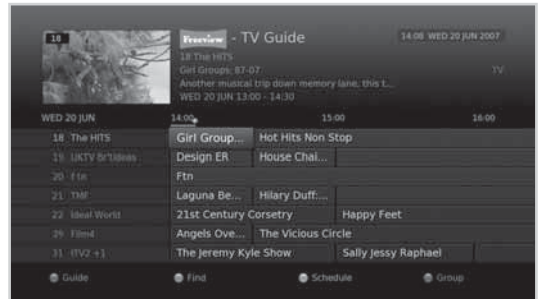 18
Freeview - TV Guide
14:08 WED 20 JUN 2007
18 The HITS
Girl Groups: 87-07
TV
Another musical trip down memory lane, this t...
WED 20 JUN 13:00 - 14:30
WED 20 JUN 14:00 15:00 16:00
18 The HITS Girl Group... Hot Hits Non Stop
19 UKTV Br'tIdeas Design ER House Chai...
20 Ftn Ftn
21 TMF Laguna Be... Hilary Duff:...
22 Ideal World 21st Century Corsetry Happy Feet
29 Film4 Angels Ove... The Vicious Circle
31 ITV2 +1 The Jeremy Kyle Show Sally Jessy Raphael
Guide Find Schedule Group